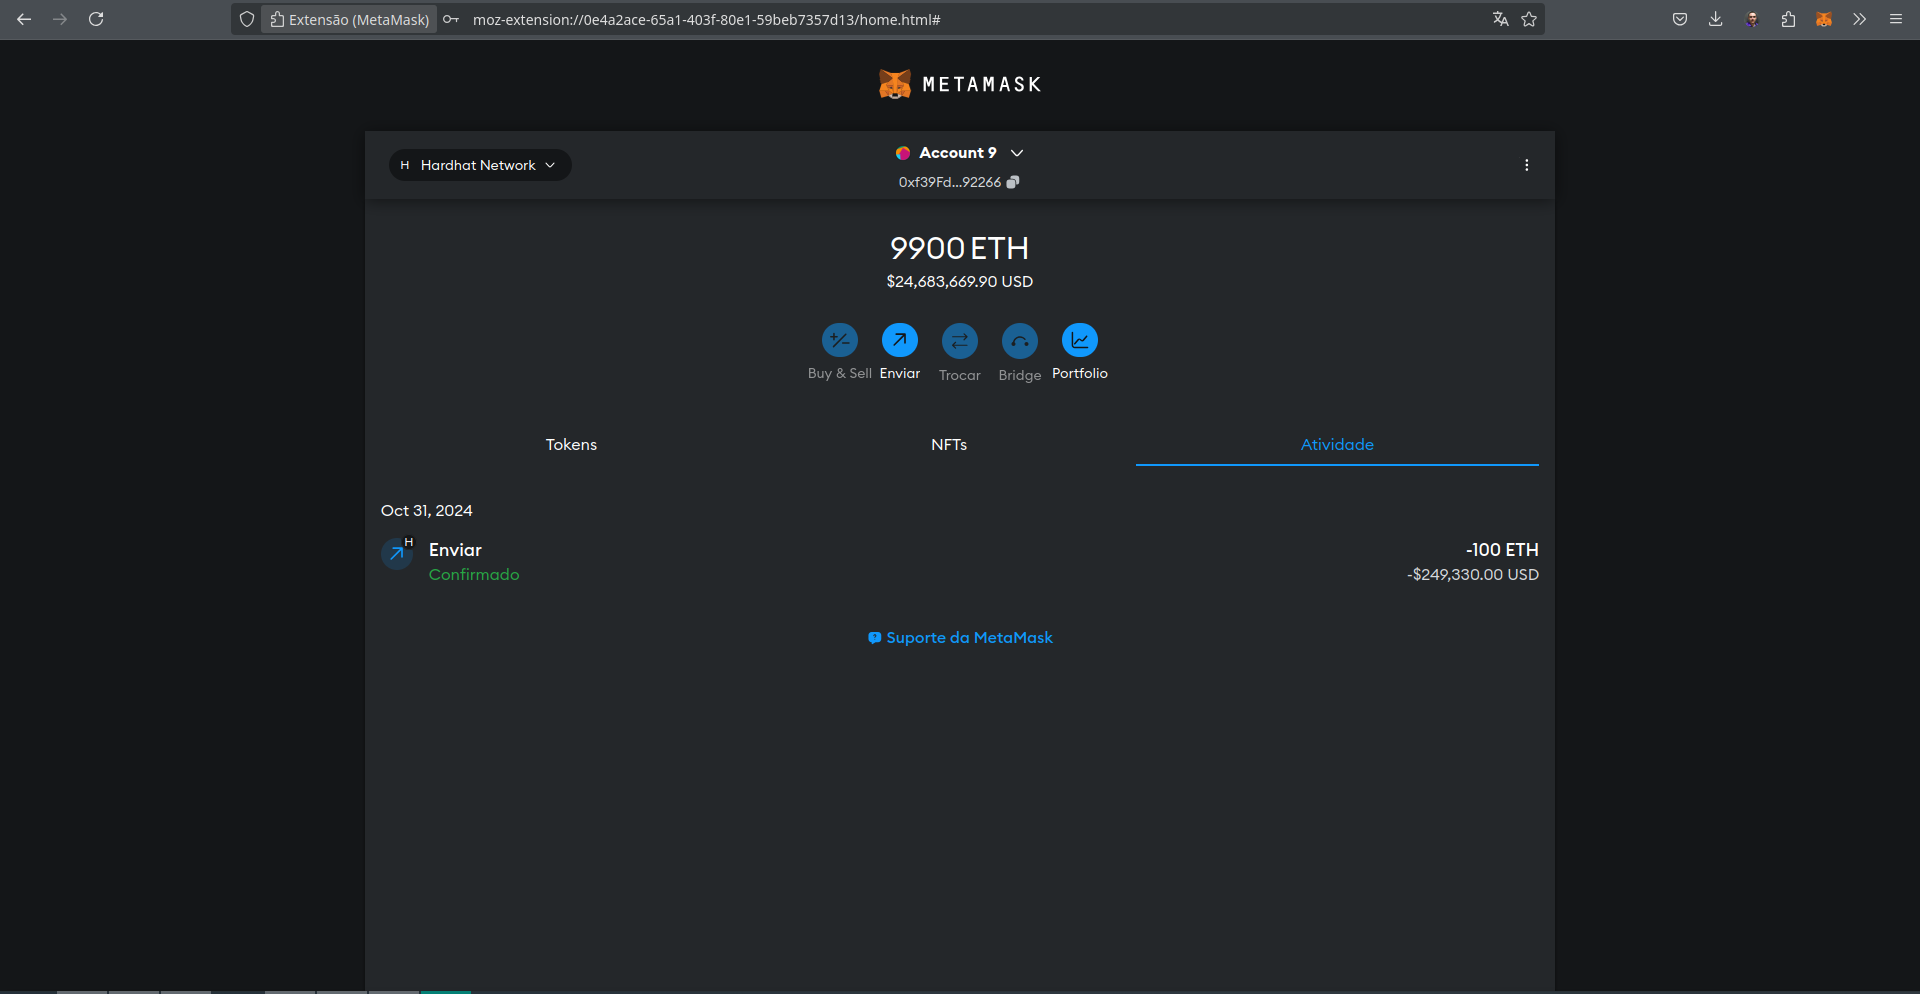 Extensão (MetaMask) moz-extension://0e4a2ace-65a1-403f-80e1-59beb7357d13/home.html#
METAMASK
H Hardhat Network
Account 9
0xf39Fd...92266
9900 ETH
$24,683,669.90 USD
Buy & Sell Enviar Trocar Bridge Portfolio
Tokens NFTs Atividade
Oct 31, 2024
H
Enviar -100 ETH
Confirmado -$249,330.00 USD
Suporte da MetaMask